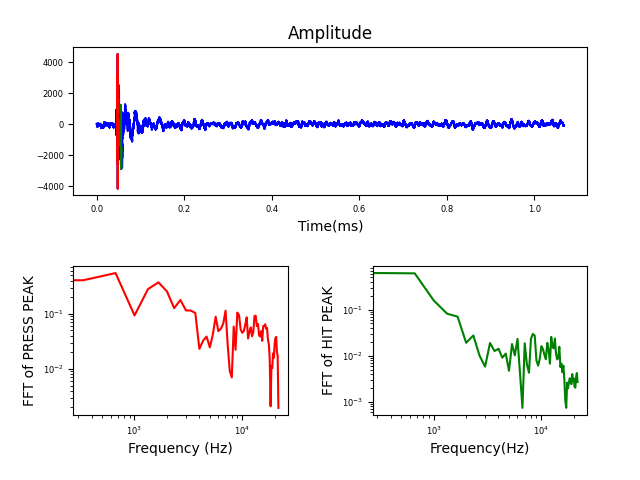 Amplitude
4000
2000
0
−2000
−4000
0.0 0.2 0.4 0.6 0.8 1.0
Time(ms)
FFT of PRESS PEAK
10⁻¹
10⁻²
10³ 10⁴
Frequency (Hz)
FFT of HIT PEAK
10⁻¹
10⁻²
10⁻³
10³ 10⁴
Frequency(Hz)